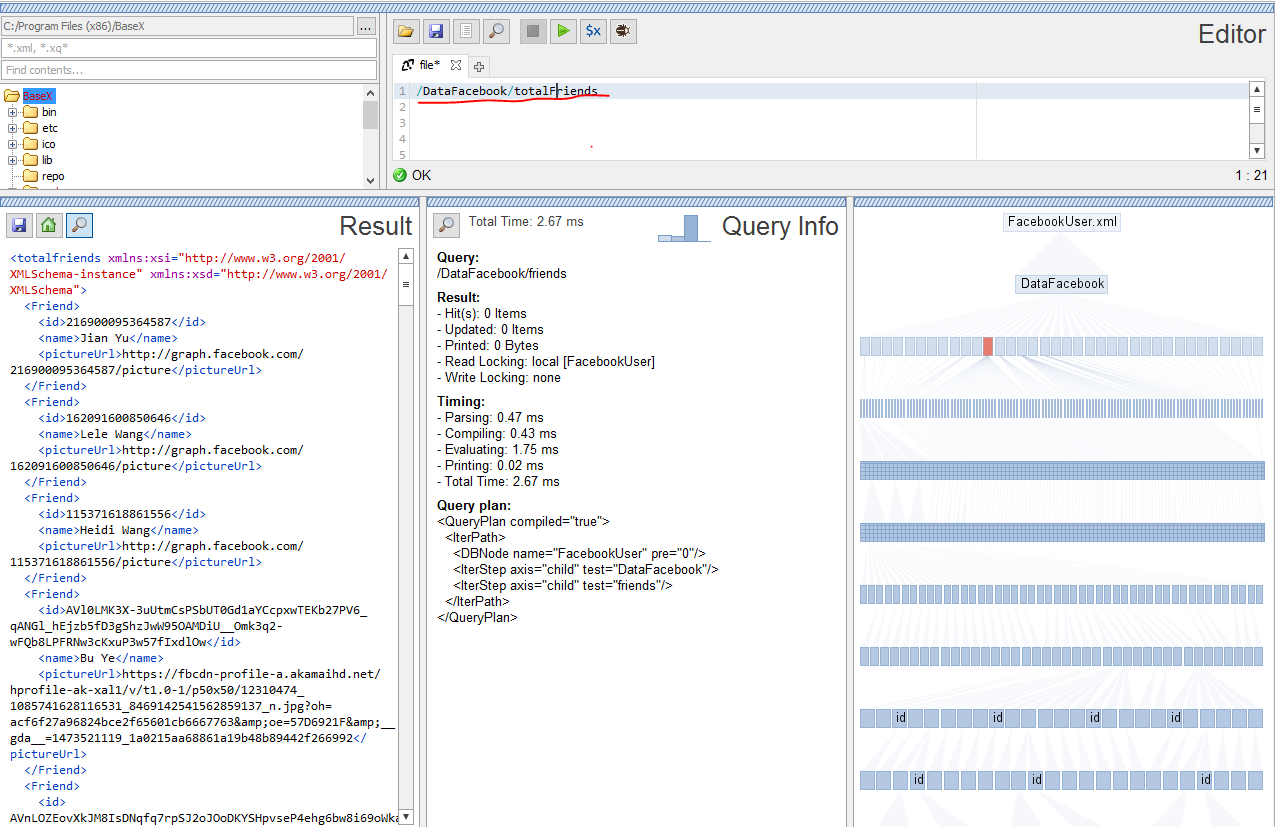 C:/Program Files (x86)/BaseX
...
*.xml, *.xq*
Find contents...
BaseX
bin
etc
ico
lib
repo
$x
Editor
file*
1 /DataFacebook/totalFriends
2
3
4
5
OK
1 : 21
Result
<totalfriends xmlns:xsi="http://www.w3.org/2001/
XMLSchema-instance" xmlns:xsd="http://www.w3.org/2001/
XMLSchema">
<Friend>
<id>216900095364587</id>
<name>Jian Yu</name>
<pictureUrl>http://graph.facebook.com/
216900095364587/picture</pictureUrl>
</Friend>
<Friend>
<id>162091600850646</id>
<name>Lele Wang</name>
<pictureUrl>http://graph.facebook.com/
162091600850646/picture</pictureUrl>
</Friend>
<Friend>
<id>115371618861556</id>
<name>Heidi Wang</name>
<pictureUrl>http://graph.facebook.com/
115371618861556/picture</pictureUrl>
</Friend>
<Friend>
<id>AVl0LMK3X-3uUtmCsPSbUT0Gd1aYCcpxwTEKb27PV6_
qANGl_hEjzb5fD3gShzJwW95OAMDiU__Omk3q2-
wFQb8LPFRNw3cKxuP3w57fIxdlOw</id>
<name>Bu Ye</name>
<pictureUrl>https://fbcdn-profile-a.akamaihd.net/
hprofile-ak-xal1/v/t1.0-1/p50x50/12310474_
1085741628116531_8469142541562859137_n.jpg?oh=
acf6f27a96824bce2f65601cb6667763&amp;oe=57D6921F&amp;__
gda__=1473521119_1a0215aa68861a19b48b89442f266992</
pictureUrl>
</Friend>
<Friend>
<id>
AVnLOZEovXkJM8IsDNqfq7rpSJ2oJOoDKYSHpvseP4ehg6bw8i69oWka
Total Time: 2.67 ms
Query Info
Query:
/DataFacebook/friends
Result:
- Hit(s): 0 Items
- Updated: 0 Items
- Printed: 0 Bytes
- Read Locking: local [FacebookUser]
- Write Locking: none
Timing:
- Parsing: 0.47 ms
- Compiling: 0.43 ms
- Evaluating: 1.75 ms
- Printing: 0.02 ms
- Total Time: 2.67 ms
Query plan:
<QueryPlan compiled="true">
<IterPath>
<DBNode name="FacebookUser" pre="0"/>
<IterStep axis="child" test="DataFacebook"/>
<IterStep axis="child" test="friends"/>
</IterPath>
</QueryPlan>
FacebookUser.xml
DataFacebook
id id id id
id id id